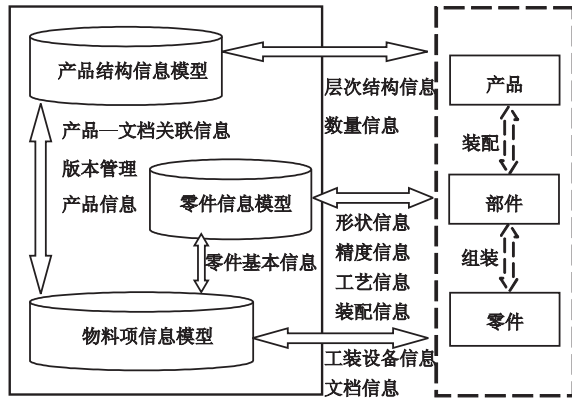 产品结构信息模型
产品—文档关联信息
版本管理
产品信息
零件信息模型
零件基本信息
物料项信息模型
层次结构信息
数量信息
形状信息
精度信息
工艺信息
装配信息
工装设备信息
文档信息
产品
装配
部件
组装
零件